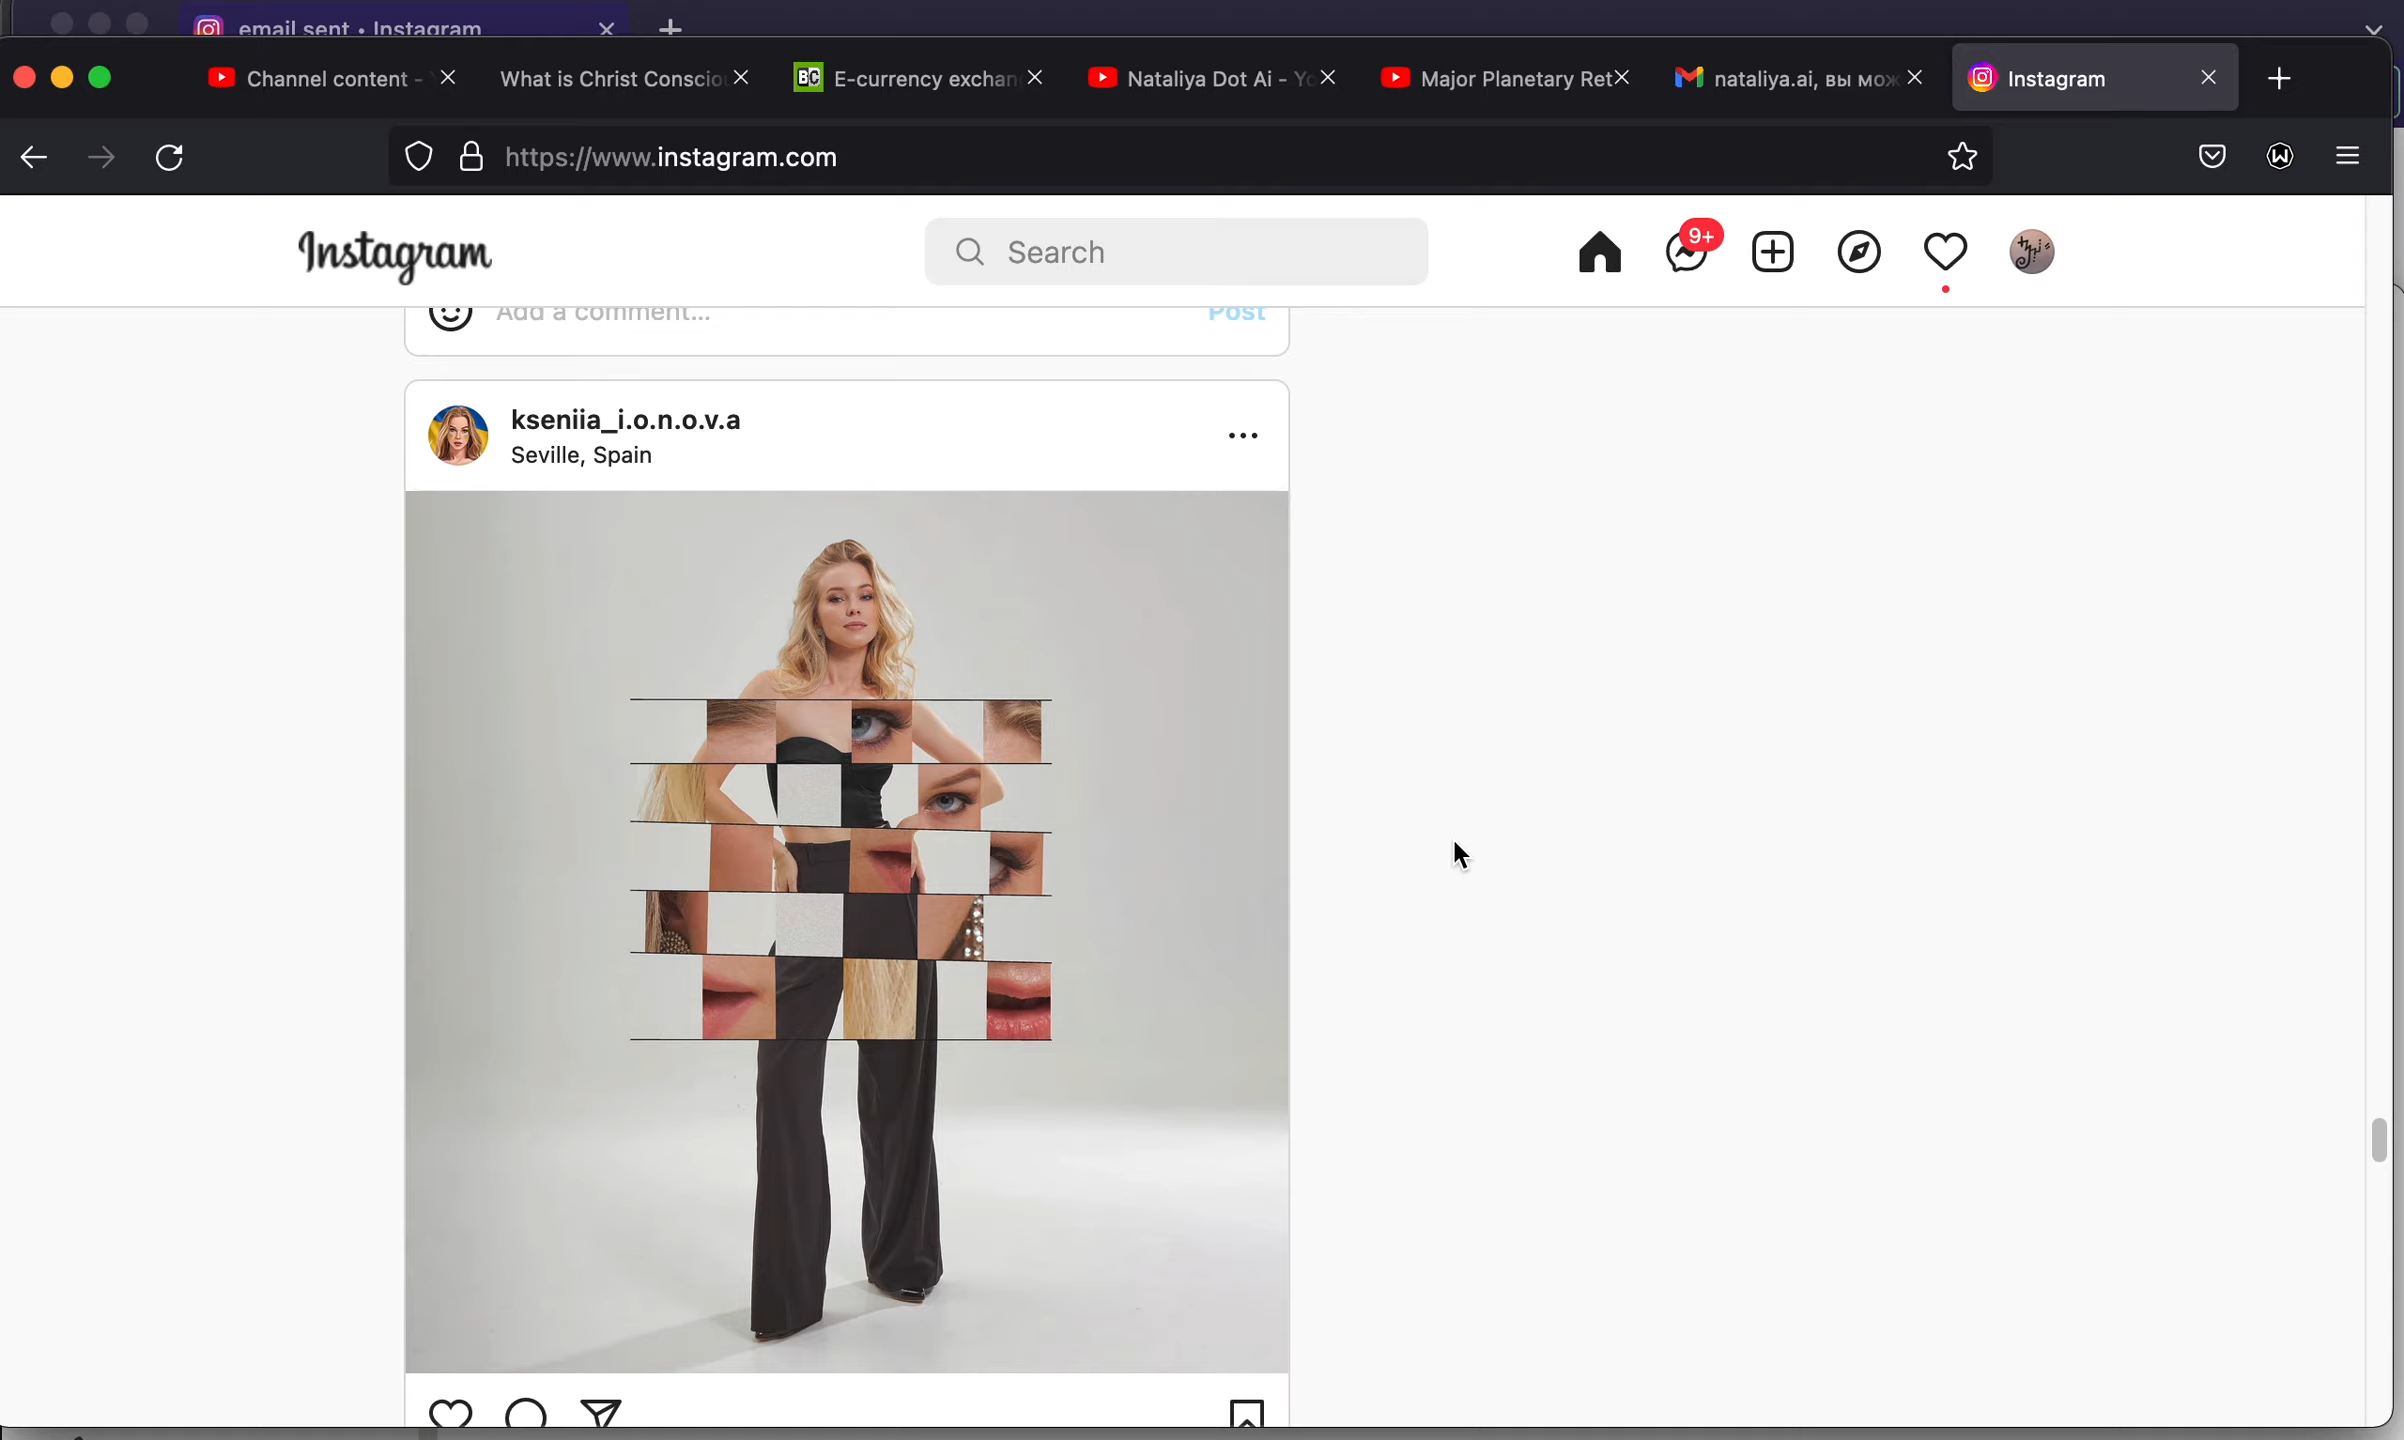 email sent • Instagram
Channel content -
What is Christ Conscio
E-currency exchan
Nataliya Dot Ai - Yo
Major Planetary Ret
nataliya.ai, вы мож
Instagram
https://www.instagram.com
Instagram
Search
9+
Add a comment...
Post
kseniia_i.o.n.o.v.a
Seville, Spain